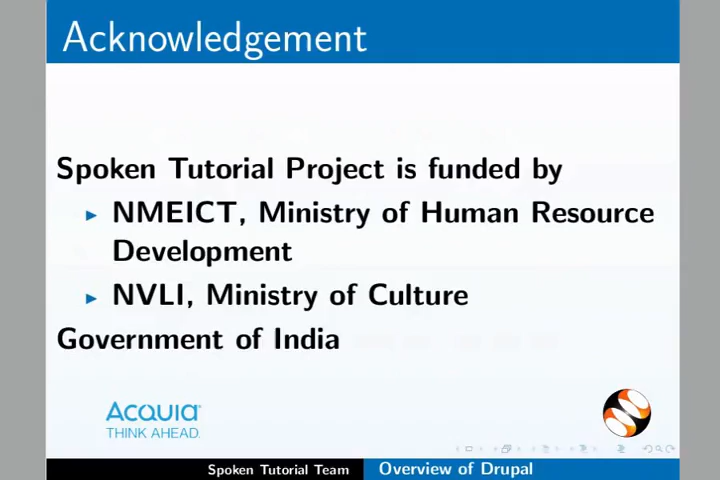 Acknowledgement
Spoken Tutorial Project is funded by
NMEICT, Ministry of Human Resource
Development
NVLI, Ministry of Culture
Government of India
ACQUIA
THINK AHEAD.
Spoken Tutorial Team Overview of Drupal